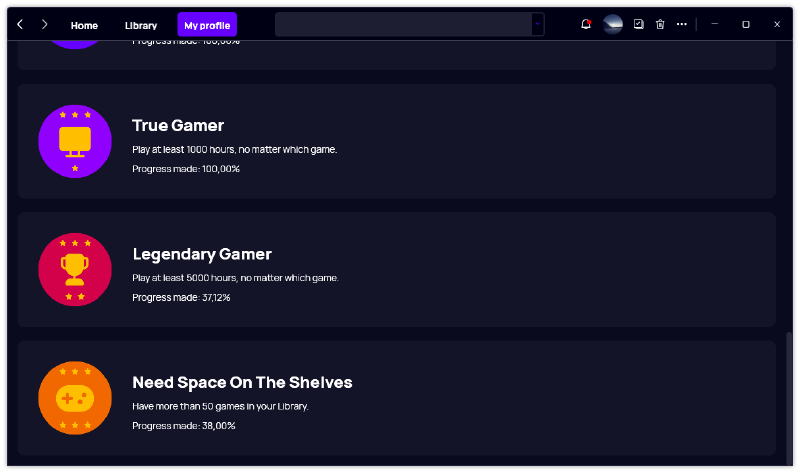 Home Library My profile
Progress made: 100,00%
True Gamer
Play at least 1000 hours, no matter which game.
Progress made: 100,00%
Legendary Gamer
Play at least 5000 hours, no matter which game.
Progress made: 37,12%
Need Space On The Shelves
Have more than 50 games in your Library.
Progress made: 38,00%